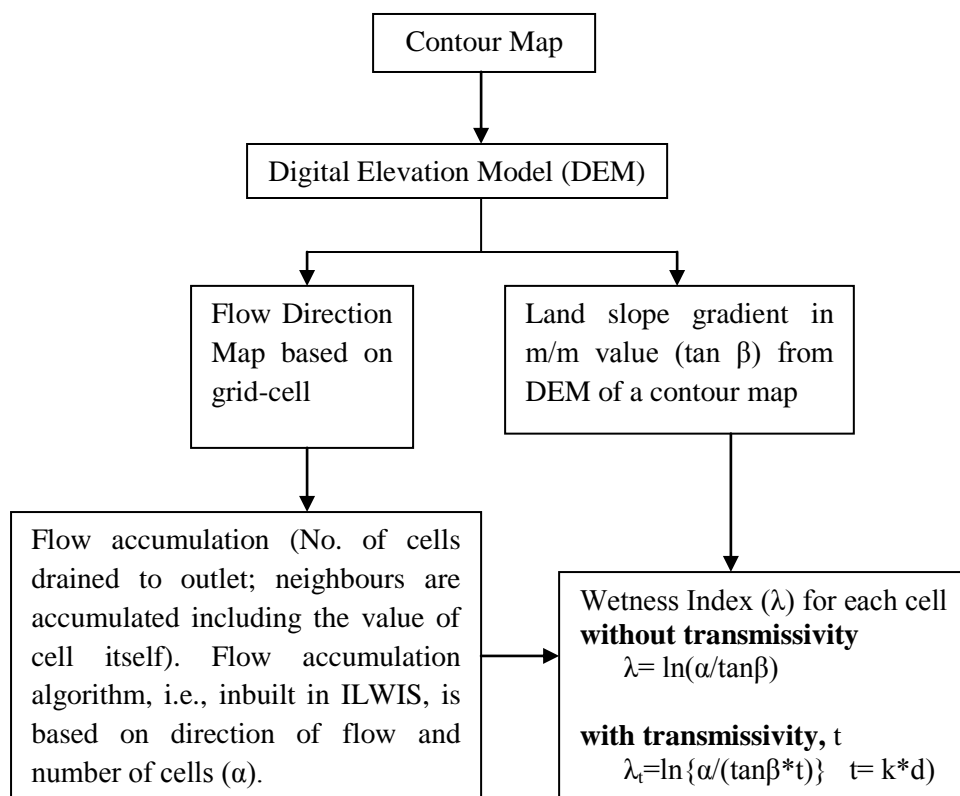 Contour Map
Digital Elevation Model (DEM)
Flow Direction
Map based on
grid-cell
Land slope gradient in
m/m value (tan β) from
DEM of a contour map
Flow accumulation (No. of cells
drained to outlet; neighbours are
accumulated including the value of
cell itself). Flow accumulation
algorithm, i.e., inbuilt in ILWIS, is
based on direction of flow and
number of cells (α).
Wetness Index (λ) for each cell
without transmissivity
λ= ln(α/tanβ)
with transmissivity, t
λt=ln{α/(tanβ*t)} t= k*d)